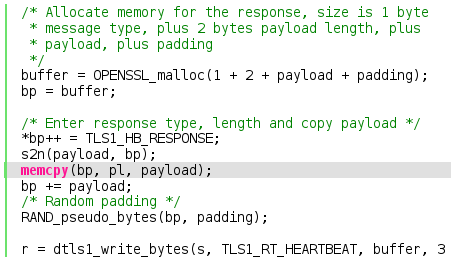 /* Allocate memory for the response, size is 1 byte
 * message type, plus 2 bytes payload length, plus
 * payload, plus padding
 */
buffer = OPENSSL_malloc(1 + 2 + payload + padding);
bp = buffer;

/* Enter response type, length and copy payload */
*bp++ = TLS1_HB_RESPONSE;
s2n(payload, bp);
memcpy(bp, pl, payload);
bp += payload;
/* Random padding */
RAND_pseudo_bytes(bp, padding);

r = dtls1_write_bytes(s, TLS1_RT_HEARTBEAT, buffer, 3